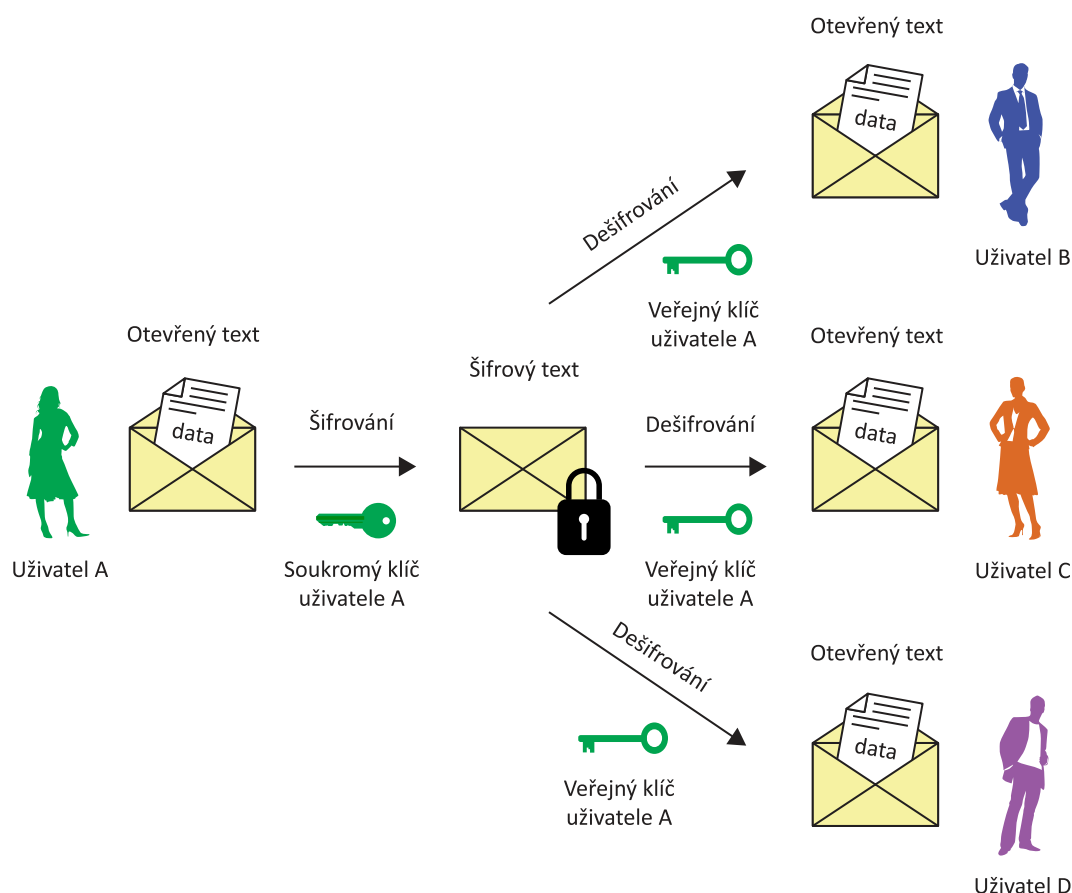 Otevřený text
data
Uživatel B
Dešifrování
Veřejný klíč
uživatele A
Otevřený text
data
Uživatel A
Šifrování
Soukromý klíč
uživatele A
Šifrový text
Dešifrování
Veřejný klíč
uživatele A
Otevřený text
data
Uživatel C
Dešifrování
Veřejný klíč
uživatele A
Otevřený text
data
Uživatel D